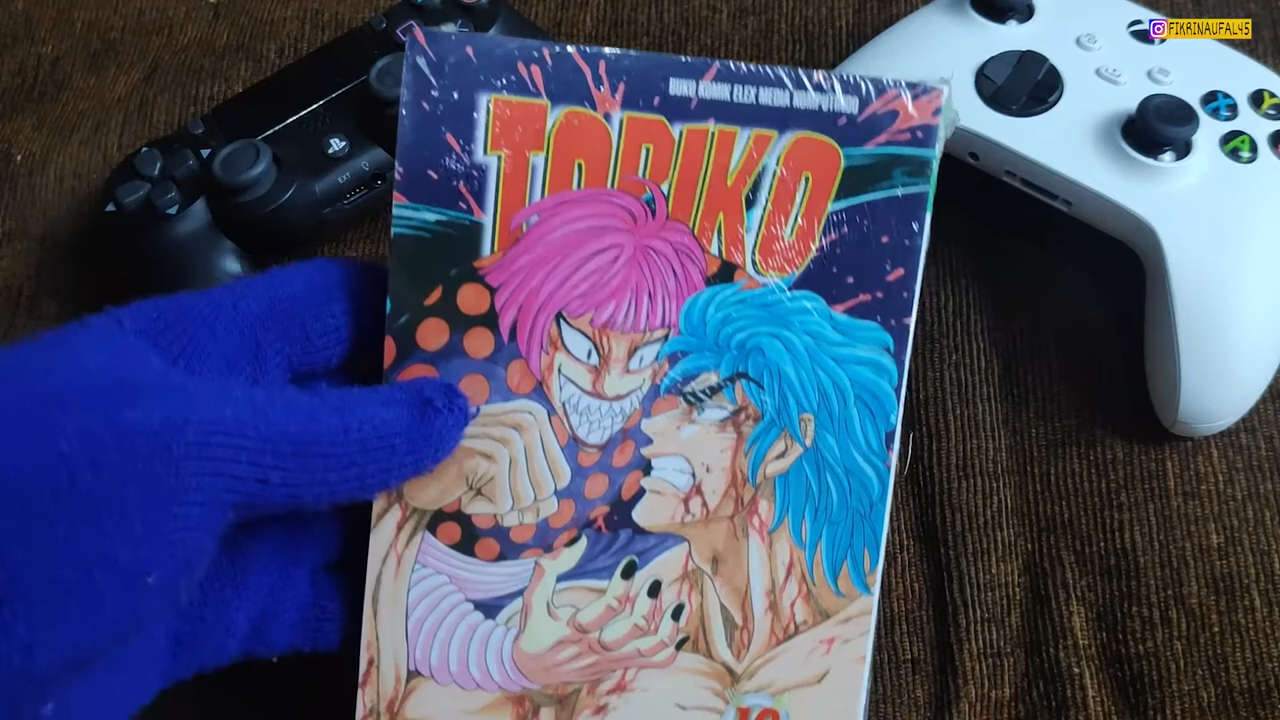 FIKRINAUFAL45
BUKU KOMIK ELEX MEDIA KOMPUTINDO
TORIKO
EXT
X
Y
A